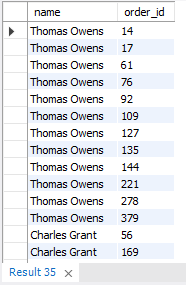 name order_id
Thomas Owens 14
Thomas Owens 17
Thomas Owens 61
Thomas Owens 76
Thomas Owens 92
Thomas Owens 109
Thomas Owens 127
Thomas Owens 135
Thomas Owens 144
Thomas Owens 221
Thomas Owens 278
Thomas Owens 379
Charles Grant 56
Charles Grant 169
Result 35 ×